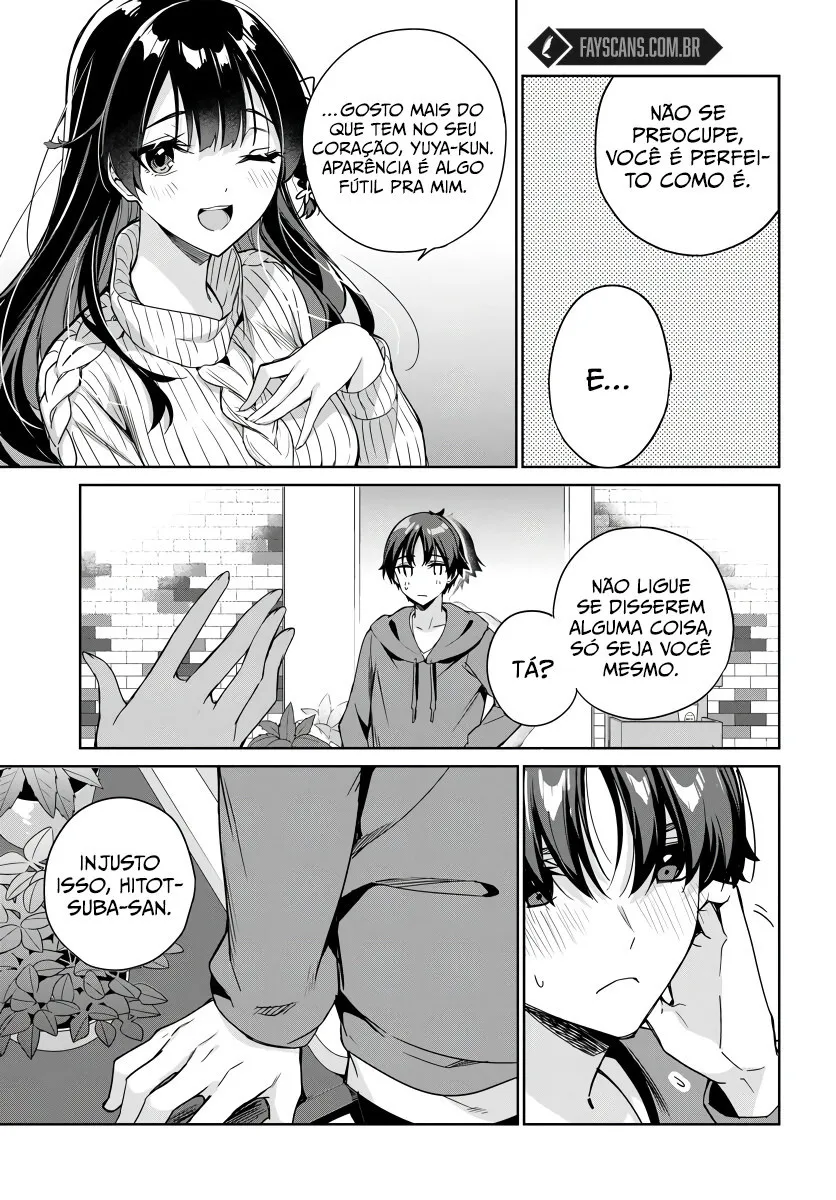 FAYSCANS.COM.BR
NÃO SE
PREOCUPE,
VOCÊ É PERFEI-
TO COMO É.
E...
...GOSTO MAIS DO
QUE TEM NO SEU
CORAÇÃO, YUYA-KUN.
APARÊNCIA É ALGO
FÚTIL PRA MIM.
NÃO LIGUE
SE DISSEREM
ALGUMA COISA,
SÓ SEJA VOCÊ
MESMO.
TÁ?
INJUSTO
ISSO, HITOT-
SUBA-SAN.